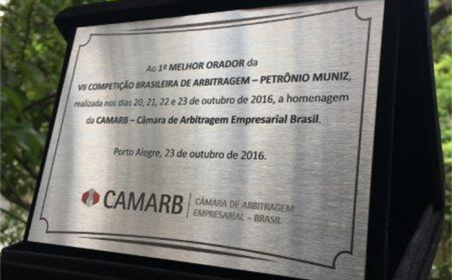 Ao 1º MELHOR ORADOR da
VII COMPETIÇÃO BRASILEIRA DE ARBITRAGEM – PETRÔNIO MUNIZ,
realizada nos dias 20, 21, 22 e 23 de outubro de 2016, a homenagem
da CAMARB – Câmara de Arbitragem Empresarial Brasil.
Porto Alegre, 23 de outubro de 2016.
CAMARB
CÂMARA DE ARBITRAGEM
EMPRESARIAL – BRASIL